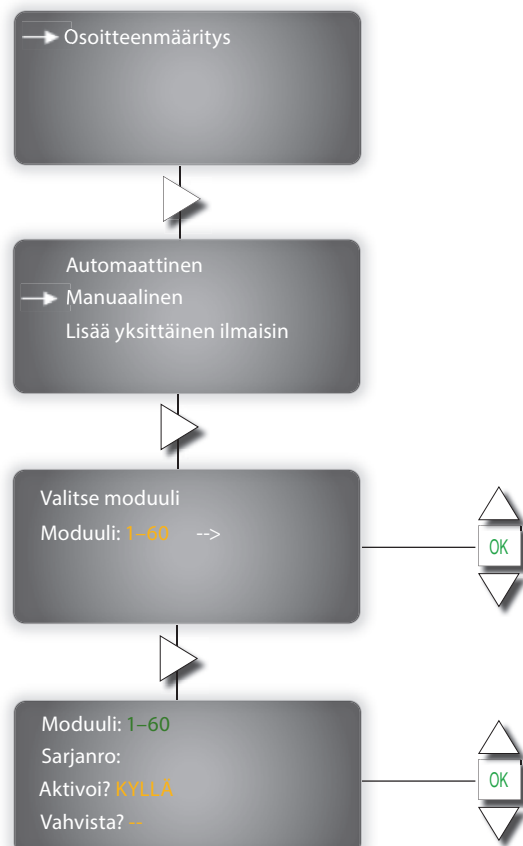 Osoitteenmääritys
Automaattinen
Manuaalinen
Lisää yksittäinen ilmaisin
Valitse moduuli
Moduuli: 1–60 -->
OK
Moduuli: 1–60
Sarjanro:
Aktivoi? KYLLÄ
OK
Vahvista? --